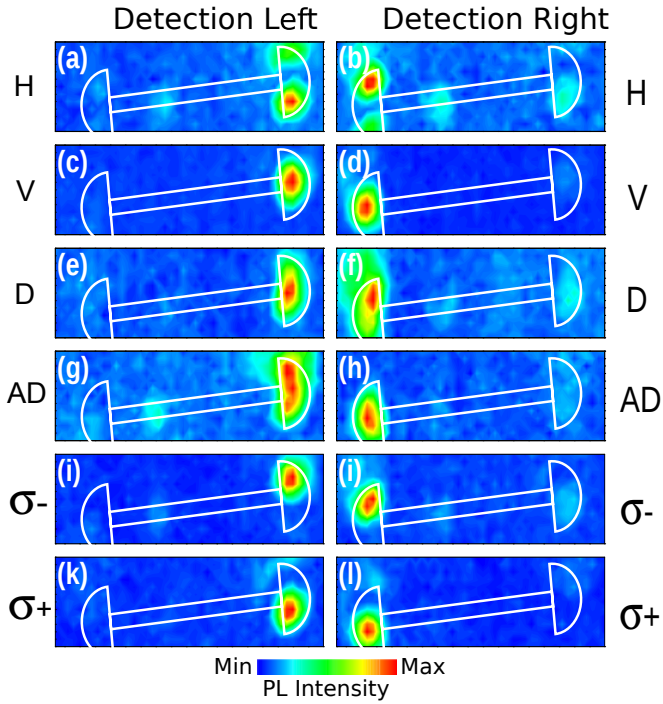 Detection Left Detection Right
H (a) (b) H
V (c) (d) V
D (e) (f) D
AD (g) (h) AD
σ- (i) (i) σ-
σ+ (k) (l) σ+
Min Max
PL Intensity